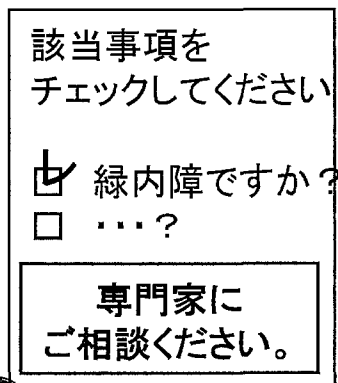 該当事項を
チェックしてください
☑ 緑内障ですか？
□ ・・・？
専門家に
ご相談ください。